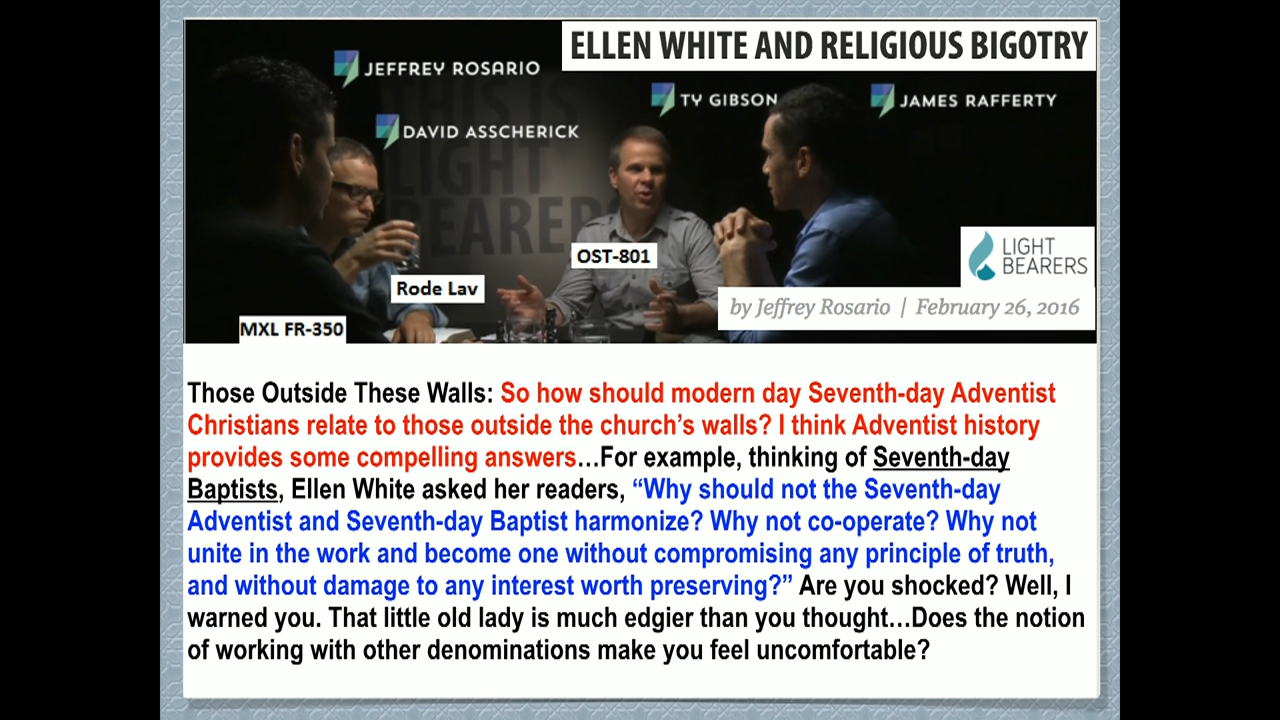 ELLEN WHITE AND RELIGIOUS BIGOTRY
JEFFREY ROSARIO
TY GIBSON
JAMES RAFFERTY
DAVID ASSCHERICK
THIS IS
LIGHT
BEARERS
OST-801
LIGHT
BEARERS
Rode Lav
by Jeffrey Rosario | February 26, 2016
MXL FR-350
Those Outside These Walls: So how should modern day Seventh-day Adventist
Christians relate to those outside the church’s walls? I think Adventist history
provides some compelling answers…For example, thinking of Seventh-day
Baptists, Ellen White asked her readers, “Why should not the Seventh-day
Adventist and Seventh-day Baptist harmonize? Why not co-operate? Why not
unite in the work and become one without compromising any principle of truth,
and without damage to any interest worth preserving?” Are you shocked? Well, I
warned you. That little old lady is much edgier than you thought…Does the notion
of working with other denominations make you feel uncomfortable?